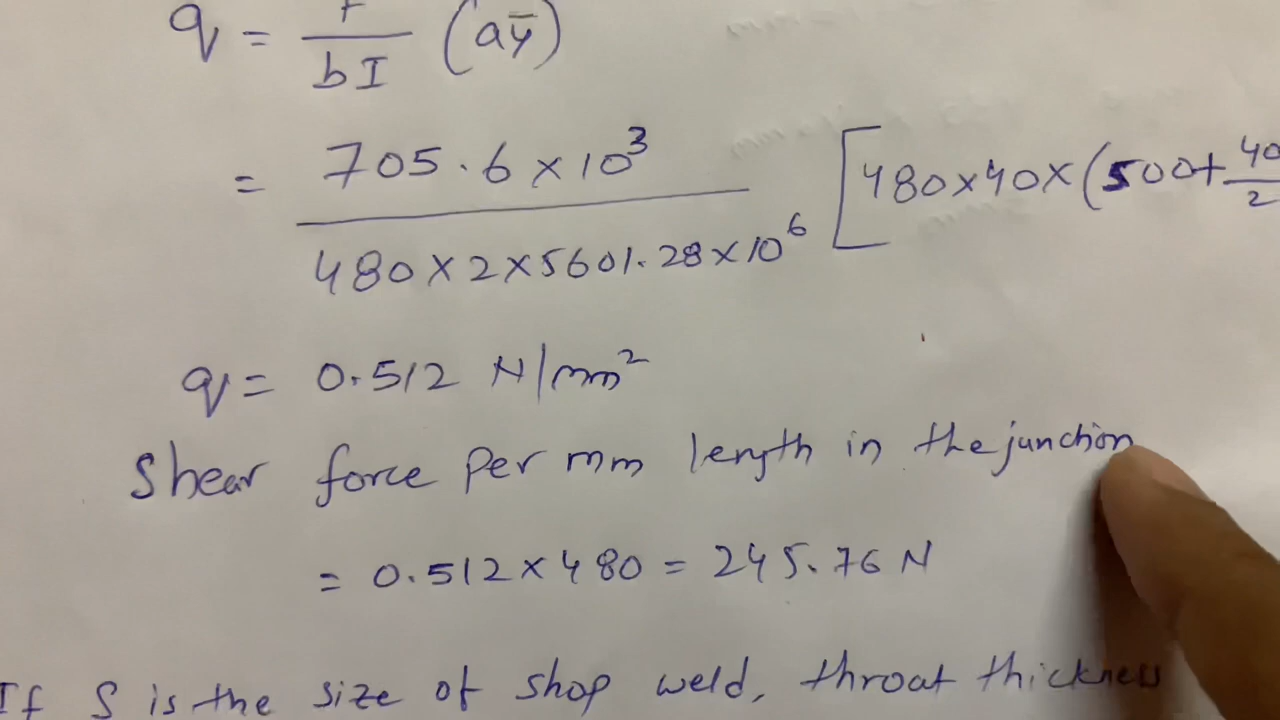 q = F/bI (aȳ)
= 705.6 × 10³ / 480 × 2 × 5601.28 × 10⁶ [480 × 40 × (500 + 40/2
q = 0.512 N/mm²
Shear force per mm length in the junction
= 0.512 × 480 = 245.76 N
If S is the size of shop weld, throat thickness